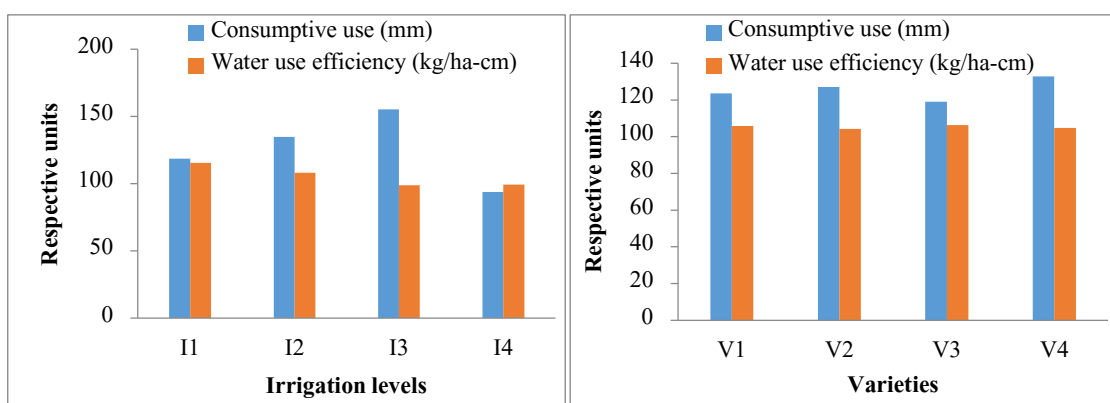 Consumptive use (mm)
Water use efficiency (kg/ha-cm)
200
150
100
50
0
Respective units
I1 I2 I3 I4
Irrigation levels
Consumptive use (mm)
Water use efficiency (kg/ha-cm)
140
120
100
80
60
40
20
0
Respective units
V1 V2 V3 V4
Varieties